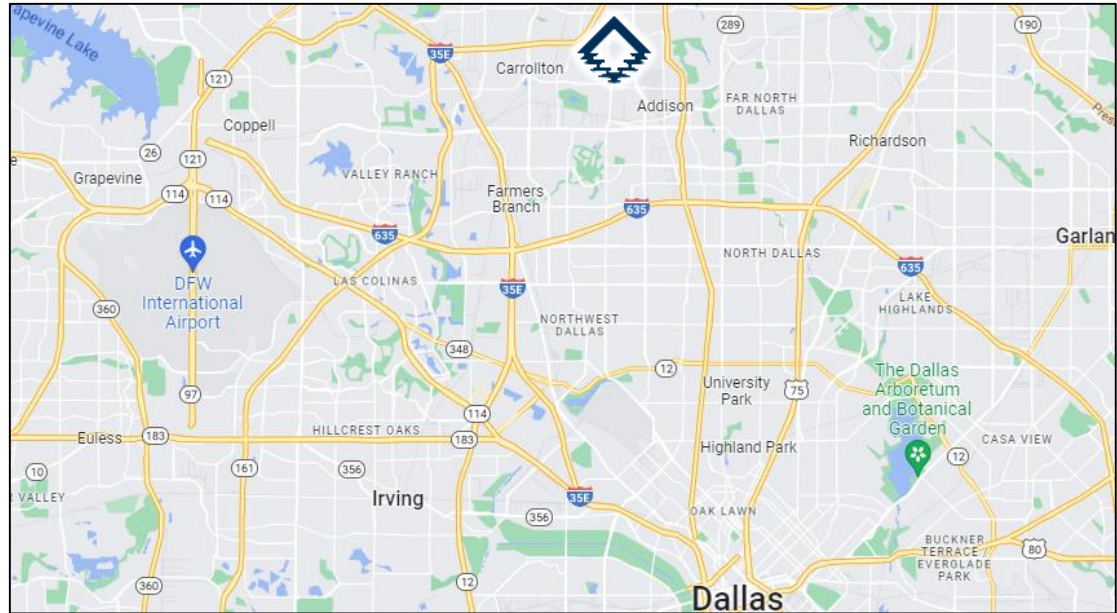 apevine Lake
35E
289
190
121
Carrollton
Addison
FAR NORTH
DALLAS
Coppell
Richardson
26
121
Grapevine
114
114
VALLEY RANCH
Farmers
Branch
635
635
NORTH DALLAS
Garlan
635
DFW
International
Airport
LAS COLINAS
35E
LAKE
HIGHLANDS
360
NORTHWEST
DALLAS
348
12
The Dallas
Arboretum
and Botanical
Garden
University
Park
75
97
114
Euless
183
HILLCREST OAKS
183
Highland Park
CASA VIEW
12
10
161
356
R VALLEY
Irving
35E
356
OAK LAWN
BUCKNER
TERRACE /
EVERGLADE
PARK
80
360
12
Dallas